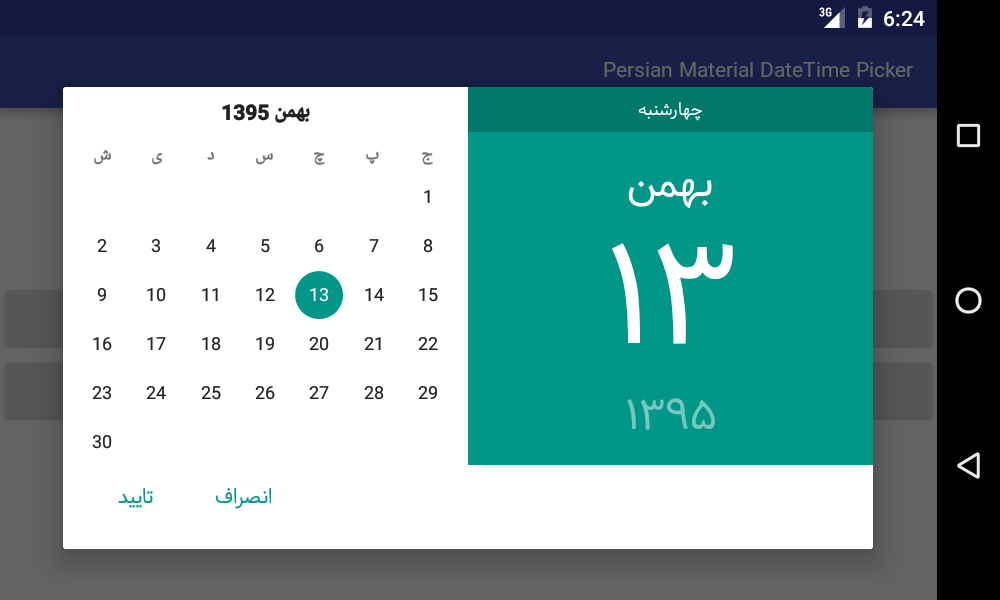 3G 6:24
Persian Material DateTime Picker
بهمن 1395
ش ی د س چ پ ج
1
2 3 4 5 6 7 8
9 10 11 12 13 14 15
16 17 18 19 20 21 22
23 24 25 26 27 28 29
30
چهارشنبه
بهمن
۱۳
۱۳۹۵
تایید انصراف